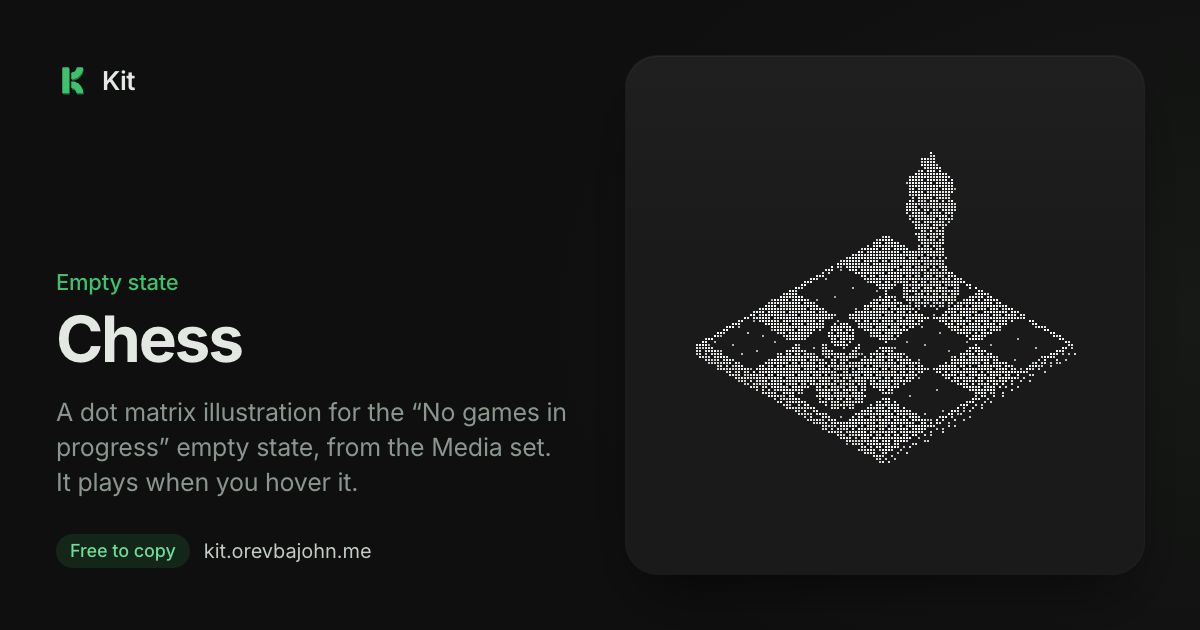 Kit
Empty state
Chess
A dot matrix illustration for the “No games in
progress” empty state, from the Media set.
It plays when you hover it.
Free to copy
kit.orevbajohn.me